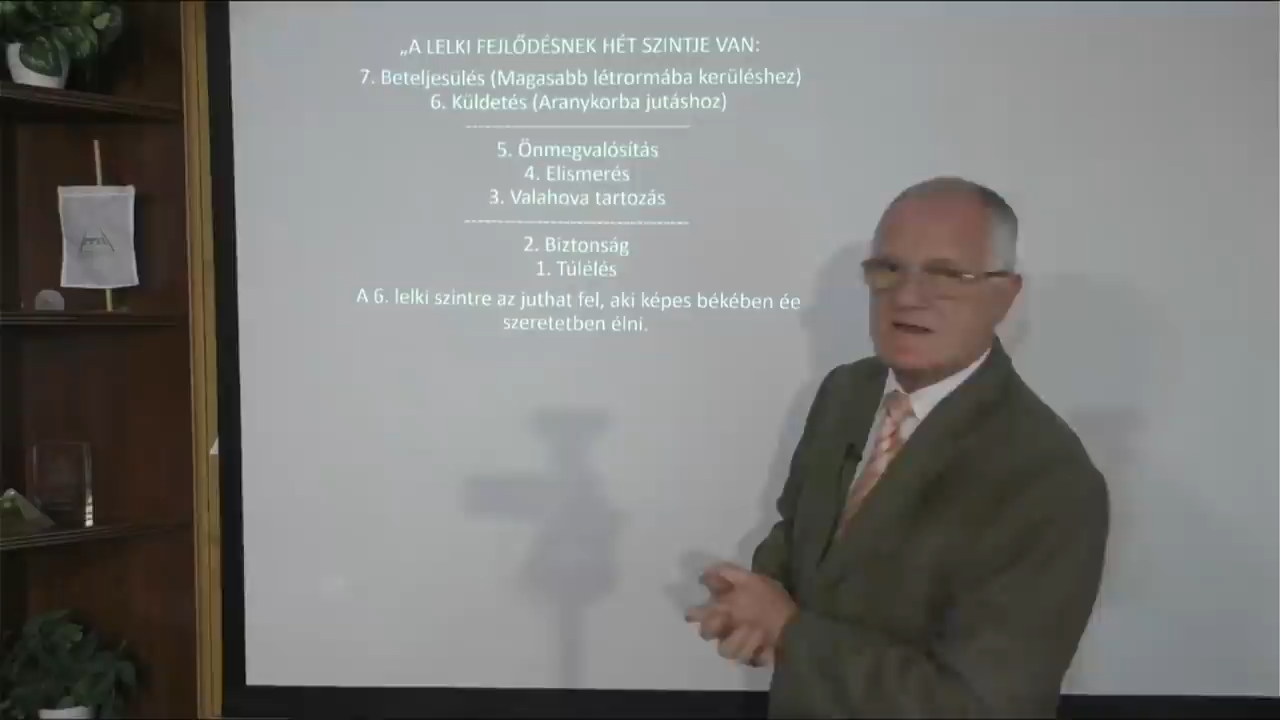 „A LELKI FEJLŐDÉSNEK HÉT SZINTJE VAN:
7. Beteljesülés (Magasabb létrormába kerüléshez)
6. Küldetés (Aranykorba jutáshoz)
5. Önmegvalósítás
4. Elismerés
3. Valahova tartozás
2. Biztonság
1. Túlélés
A 6. lelki szintre az juthat fel, aki képes békében ée
szeretetben élni.